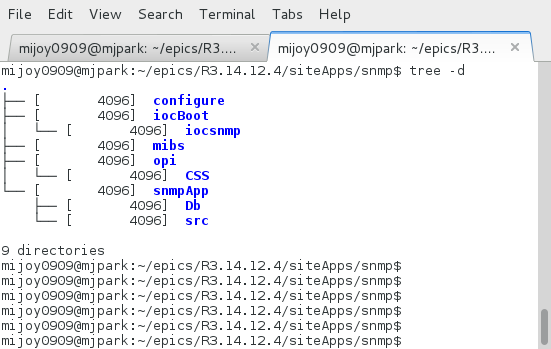 File Edit View Search Terminal Tabs Help
mijoy0909@mjpark: ~/epics/R3.... × mijoy0909@mjpark: ~/epics/R3.... ×
mijoy0909@mjpark:~/epics/R3.14.12.4/siteApps/snmp$ tree -d
.
├── [       4096]  configure
├── [       4096]  iocBoot
│   └── [       4096]  iocsnmp
├── [       4096]  mibs
├── [       4096]  opi
│   └── [       4096]  CSS
└── [       4096]  snmpApp
    ├── [       4096]  Db
    └── [       4096]  src
9 directories
mijoy0909@mjpark:~/epics/R3.14.12.4/siteApps/snmp$
mijoy0909@mjpark:~/epics/R3.14.12.4/siteApps/snmp$
mijoy0909@mjpark:~/epics/R3.14.12.4/siteApps/snmp$
mijoy0909@mjpark:~/epics/R3.14.12.4/siteApps/snmp$
mijoy0909@mjpark:~/epics/R3.14.12.4/siteApps/snmp$
mijoy0909@mjpark:~/epics/R3.14.12.4/siteApps/snmp$